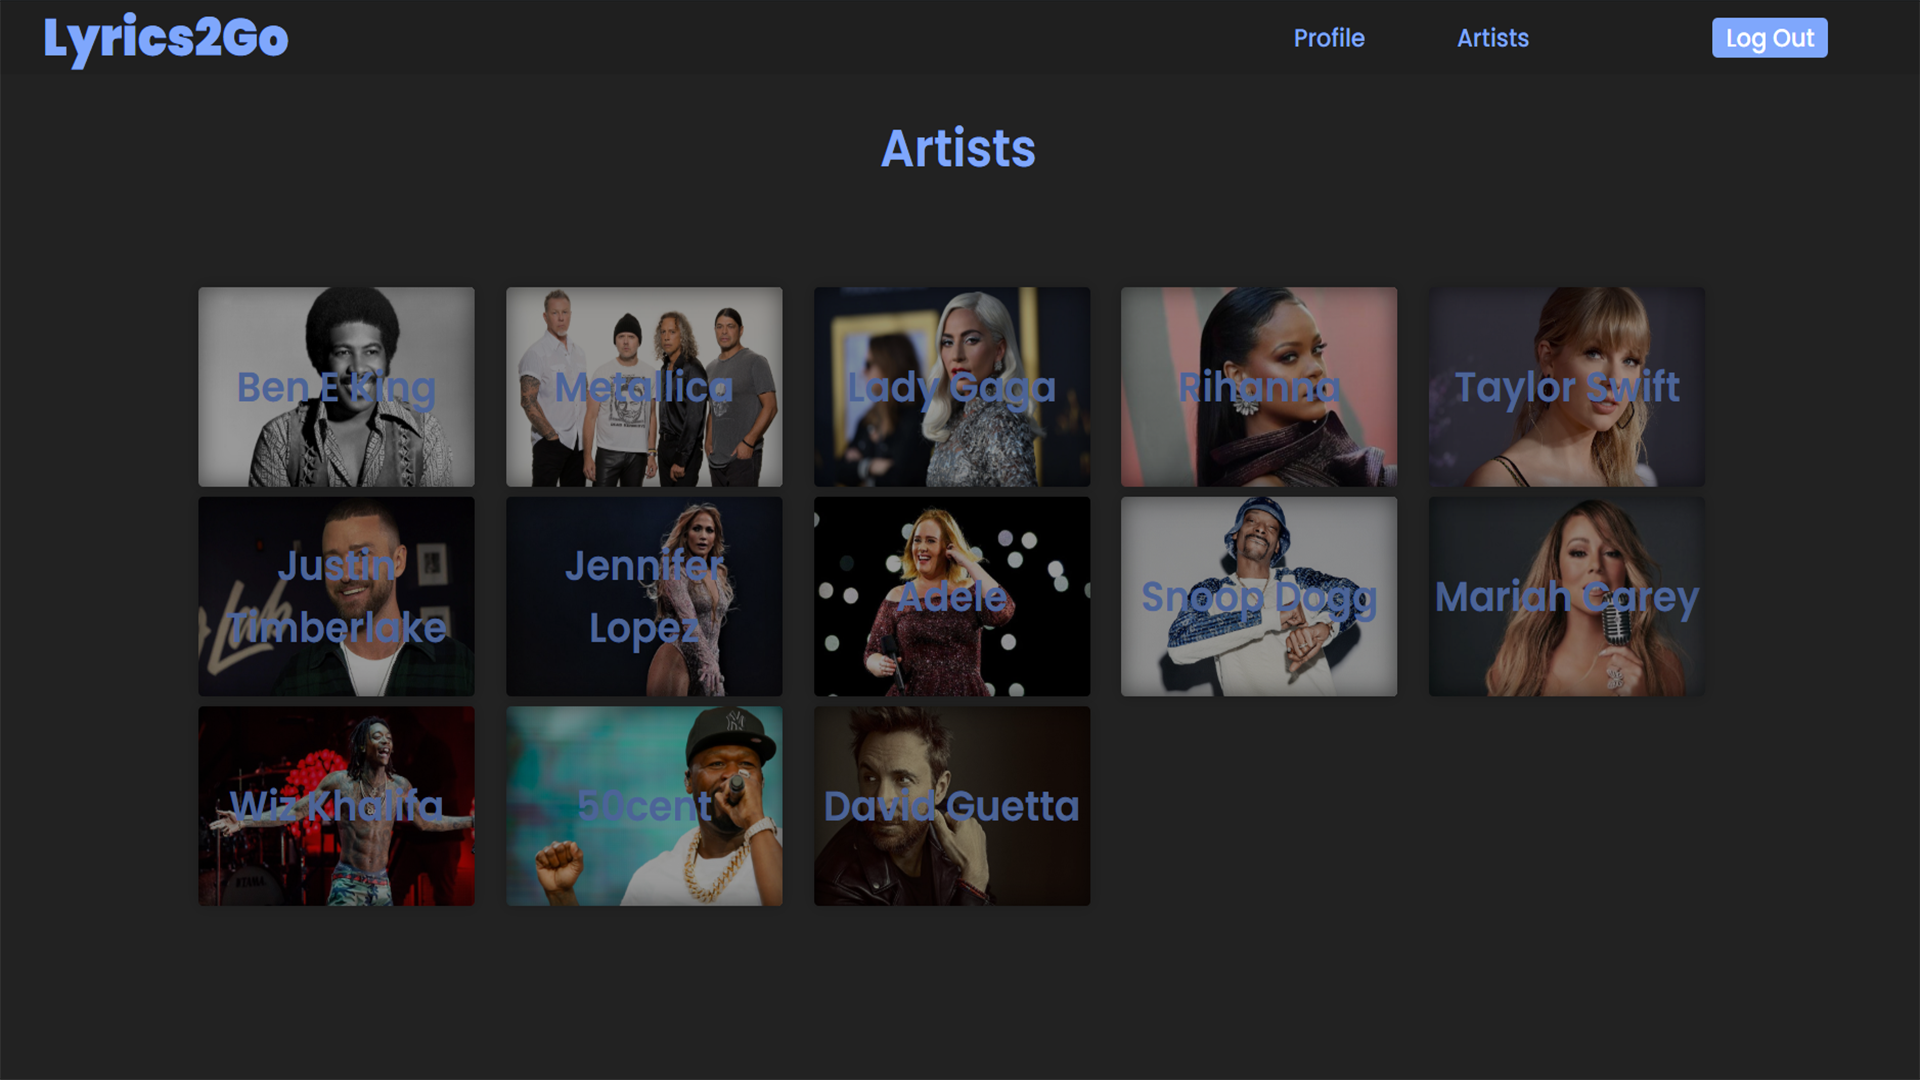 Lyrics2Go
Profile
Artists
Log Out
Artists
Ben E King
Metallica
Lady Gaga
Rihanna
Taylor Swift
Justin
Timberlake
Jennifer
Lopez
Adele
Snoop Dogg
Mariah Carey
Wiz Khalifa
50cent
David Guetta
TAMA